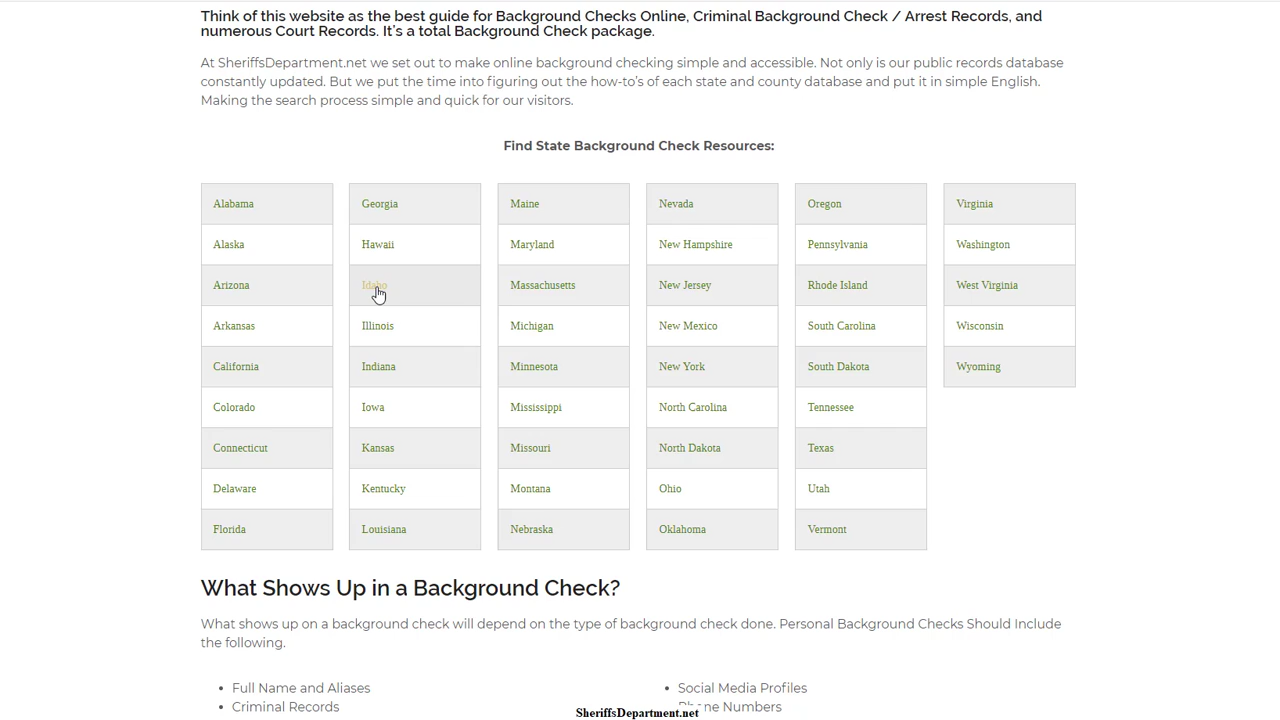 Think of this website as the best guide for Background Checks Online, Criminal Background Check / Arrest Records, and
numerous Court Records. It's a total Background Check package.
At SheriffsDepartment.net we set out to make online background checking simple and accessible. Not only is our public records database
constantly updated. But we put the time into figuring out the how-to's of each state and county database and put it in simple English.
Making the search process simple and quick for our visitors.
Find State Background Check Resources:
Alabama Georgia Maine Nevada Oregon Virginia
Alaska Hawaii Maryland New Hampshire Pennsylvania Washington
Arizona Idaho Massachusetts New Jersey Rhode Island West Virginia
Arkansas Illinois Michigan New Mexico South Carolina Wisconsin
California Indiana Minnesota New York South Dakota Wyoming
Colorado Iowa Mississippi North Carolina Tennessee
Connecticut Kansas Missouri North Dakota Texas
Delaware Kentucky Montana Ohio Utah
Florida Louisiana Nebraska Oklahoma Vermont
What Shows Up in a Background Check?
What shows up on a background check will depend on the type of background check done. Personal Background Checks Should Include
the following.
• Full Name and Aliases • Social Media Profiles
• Criminal Records • Phone Numbers
SheriffsDepartment.net